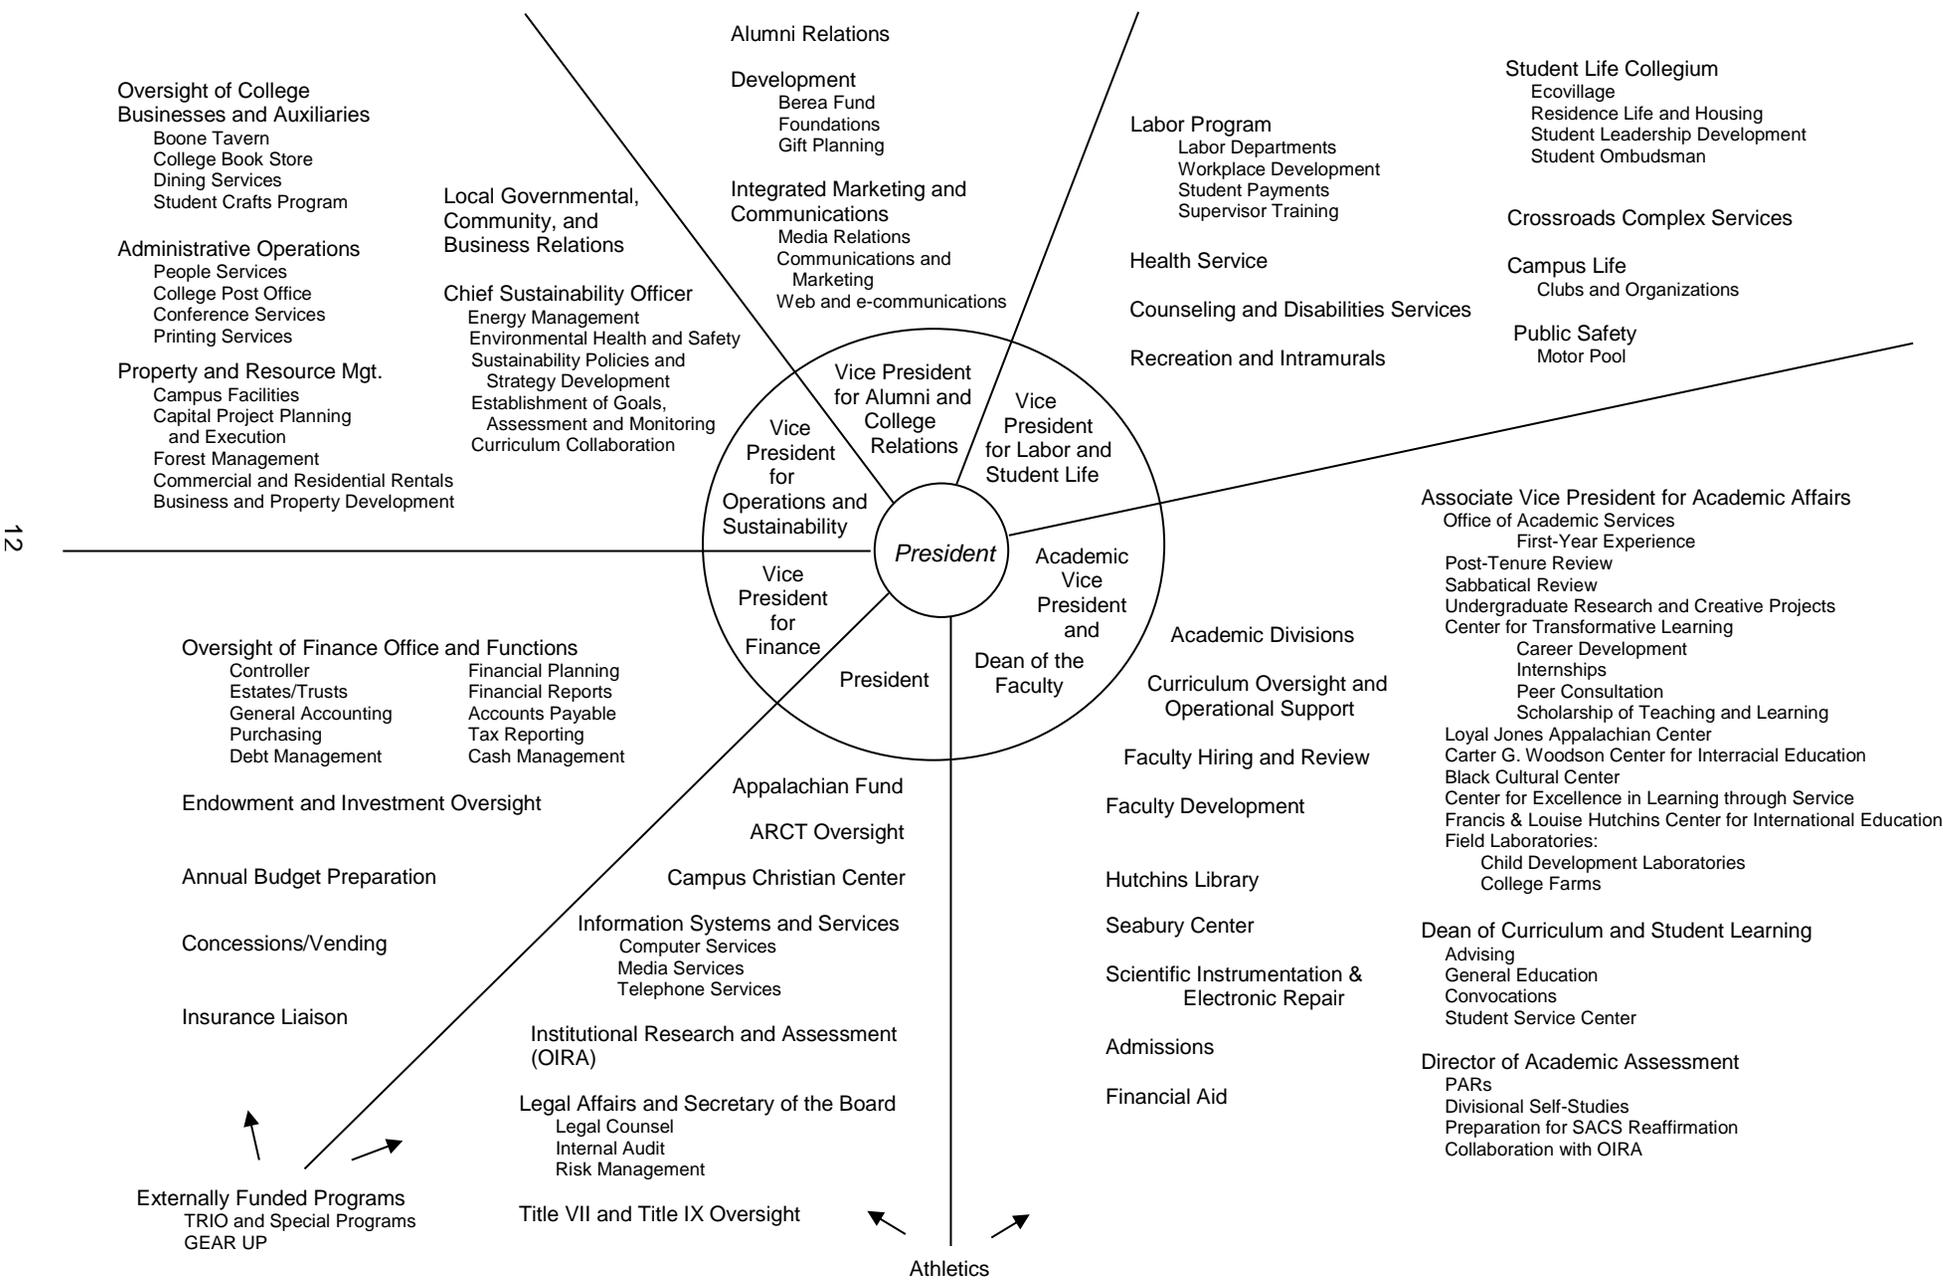 Oversight of College
Businesses and Auxiliaries
Boone Tavern
College Book Store
Dining Services
Student Crafts Program
Administrative Operations
People Services
College Post Office
Conference Services
Printing Services
Property and Resource Mgt.
Campus Facilities
Capital Project Planning
and Execution
Forest Management
Commercial and Residential Rentals
Business and Property Development
Local Governmental,
Community, and
Business Relations
Chief Sustainability Officer
Energy Management
Environmental Health and Safety
Sustainability Policies and
Strategy Development
Establishment of Goals,
Assessment and Monitoring
Curriculum Collaboration
Alumni Relations
Development
Berea Fund
Foundations
Gift Planning
Integrated Marketing and
Communications
Media Relations
Communications and
Marketing
Web and e-communications
Labor Program
Labor Departments
Workplace Development
Student Payments
Supervisor Training
Health Service
Counseling and Disabilities Services
Recreation and Intramurals
Student Life Collegium
Ecovillage
Residence Life and Housing
Student Leadership Development
Student Ombudsman
Crossroads Complex Services
Campus Life
Clubs and Organizations
Public Safety
Motor Pool
Vice
President
for
Operations and
Sustainability
Vice President
for Alumni and
College
Relations
Vice
President
for Labor and
Student Life
President
Vice
President
for
Finance
President
Academic
Vice
President
and
Dean of the
Faculty
12
Oversight of Finance Office and Functions
Controller
Estates/Trusts
General Accounting
Purchasing
Debt Management
Financial Planning
Financial Reports
Accounts Payable
Tax Reporting
Cash Management
Endowment and Investment Oversight
Annual Budget Preparation
Concessions/Vending
Insurance Liaison
Externally Funded Programs
TRIO and Special Programs
GEAR UP
Appalachian Fund
ARCT Oversight
Campus Christian Center
Information Systems and Services
Computer Services
Media Services
Telephone Services
Institutional Research and Assessment
(OIRA)
Legal Affairs and Secretary of the Board
Legal Counsel
Internal Audit
Risk Management
Title VII and Title IX Oversight
Athletics
Academic Divisions
Curriculum Oversight and
Operational Support
Faculty Hiring and Review
Faculty Development
Hutchins Library
Seabury Center
Scientific Instrumentation &
Electronic Repair
Admissions
Financial Aid
Associate Vice President for Academic Affairs
Office of Academic Services
First-Year Experience
Post-Tenure Review
Sabbatical Review
Undergraduate Research and Creative Projects
Center for Transformative Learning
Career Development
Internships
Peer Consultation
Scholarship of Teaching and Learning
Loyal Jones Appalachian Center
Carter G. Woodson Center for Interracial Education
Black Cultural Center
Center for Excellence in Learning through Service
Francis & Louise Hutchins Center for International Education
Field Laboratories:
Child Development Laboratories
College Farms
Dean of Curriculum and Student Learning
Advising
General Education
Convocations
Student Service Center
Director of Academic Assessment
PARs
Divisional Self-Studies
Preparation for SACS Reaffirmation
Collaboration with OIRA